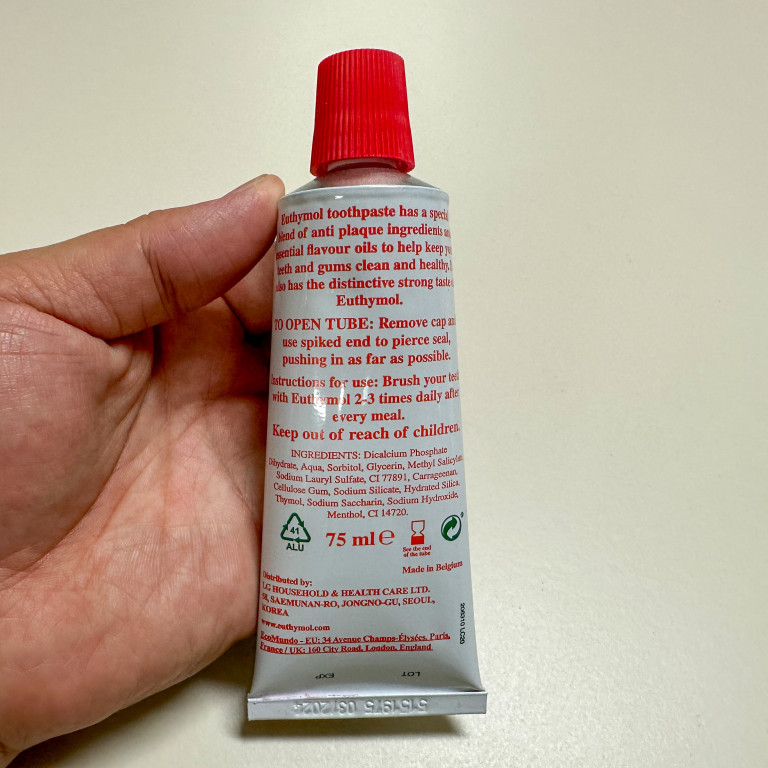 Euthymol toothpaste has a special
blend of anti plaque ingredients and
essential flavour oils to help keep
teeth and gums clean and healthy.
also has the distinctive strong taste
Euthymol.
TO OPEN TUBE: Remove cap and
use spiked end to pierce seal,
pushing in as far as possible.
Instructions for use: Brush your teeth
with Euthymol 2-3 times daily after
every meal.
Keep out of reach of children.
INGREDIENTS: Dicalcium Phosphate
Dihydrate, Aqua, Sorbitol, Glycerin, Methyl Salicylate,
Sodium Lauryl Sulfate, CI 77891, Carrageenan,
Cellulose Gum, Sodium Silicate, Hydrated Silica,
Thymol, Sodium Saccharin, Sodium Hydroxide,
Menthol, CI 14720.
41
ALU
75 ml e
See the end
of the tube
Made in Belgium
Distributed by:
LG HOUSEHOLD & HEALTH CARE LTD.
58, SAEMUNAN-RO, JONGNO-GU, SEOUL,
KOREA
www.euthymol.com
EcoMundo - EU: 34 Avenue Champs-Élysées, Paris,
France / UK: 160 City Road, London, England
EXP LOT
03/2024